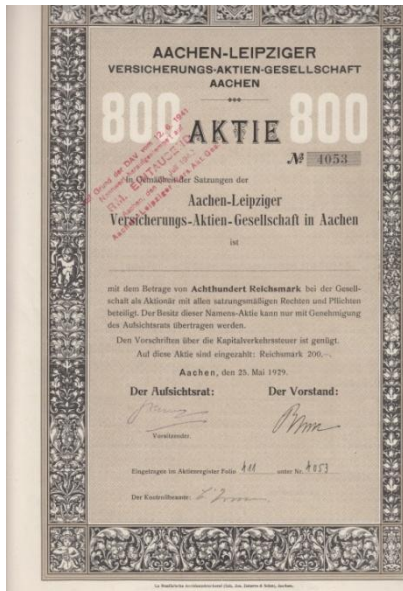 AACHEN-LEIPZIGER
VERSICHERUNGS-AKTIEN-GESELLSCHAFT
AACHEN
800 AKTIE 800
№ 4053
In Gemäßheit der Satzungen der
Aachen-Leipziger
Versicherungs-Aktien-Gesellschaft in Aachen
ist
mit dem Betrage von Achthundert Reichsmark bei der Gesell-
schaft als Aktionär mit allen satzungsmäßigen Rechten und Pflichten
beteiligt. Der Besitz dieser Namens-Aktie kann nur mit Genehmigung
des Aufsichtsrats übertragen werden.
Den Vorschriften über die Kapitalverkehrssteuer ist genügt.
Auf diese Aktie sind eingezahlt: Reichsmark 200,–.
Aachen, den 25. Mai 1929.
Der Aufsichtsrat: Der Vorstand:
Vorsitzender.
Eingetragen im Aktienregister Folio 411 unter Nr. 4053
Der Kontrollbeamte: